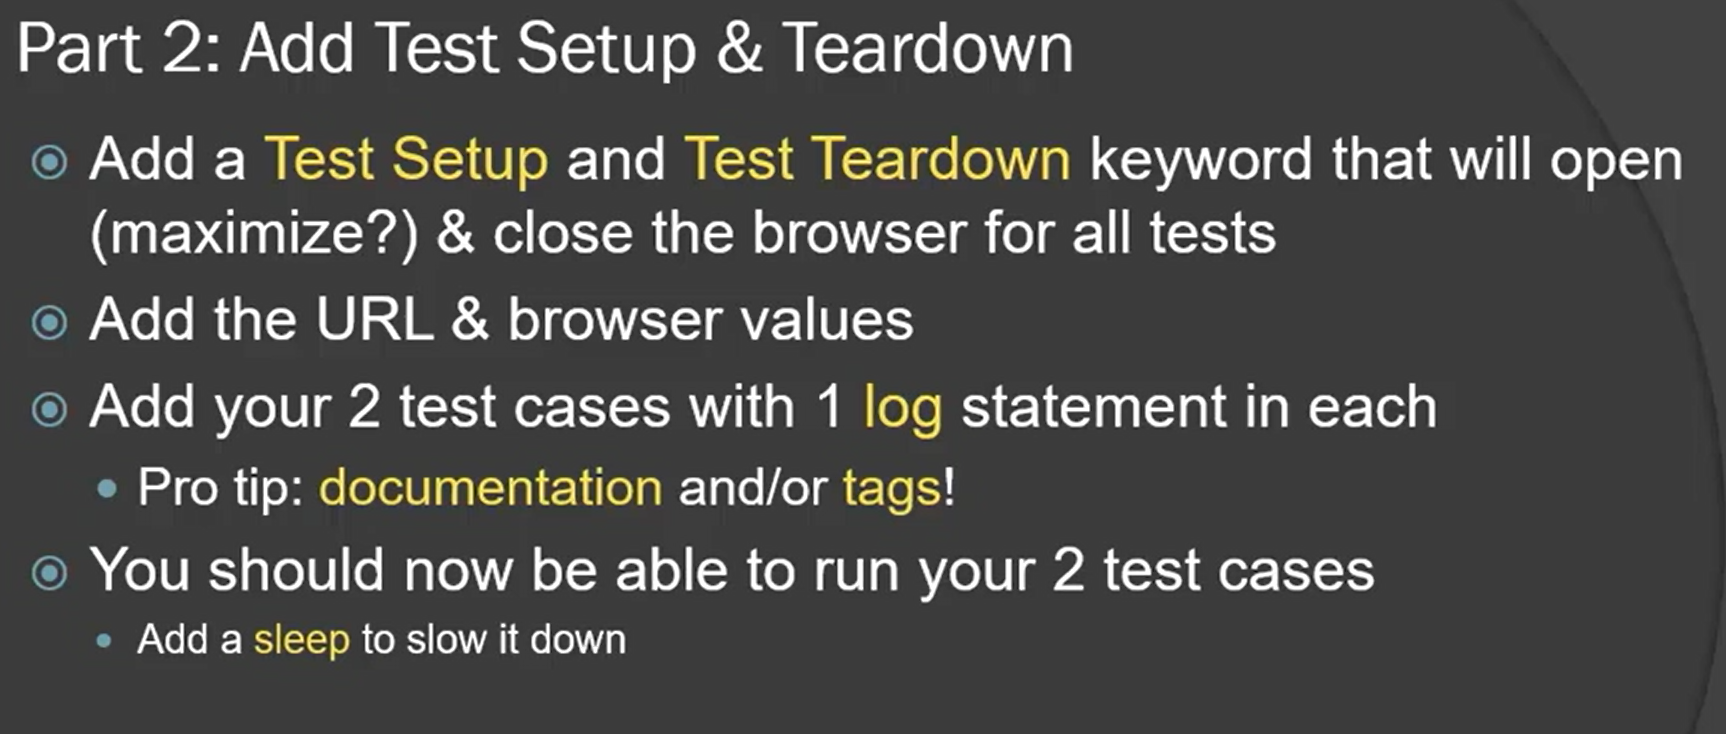 Part 2: Add Test Setup & Teardown
Add a Test Setup and Test Teardown keyword that will open
(maximize?) & close the browser for all tests
Add the URL & browser values
Add your 2 test cases with 1 log statement in each
Pro tip: documentation and/or tags!
You should now be able to run your 2 test cases
Add a sleep to slow it down